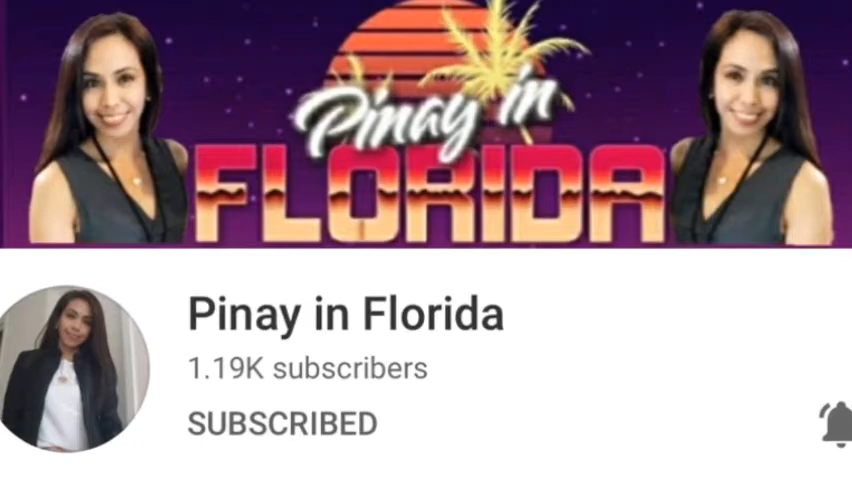 Pinay in
FLORIDA
Pinay in Florida
1.19K subscribers
SUBSCRIBED